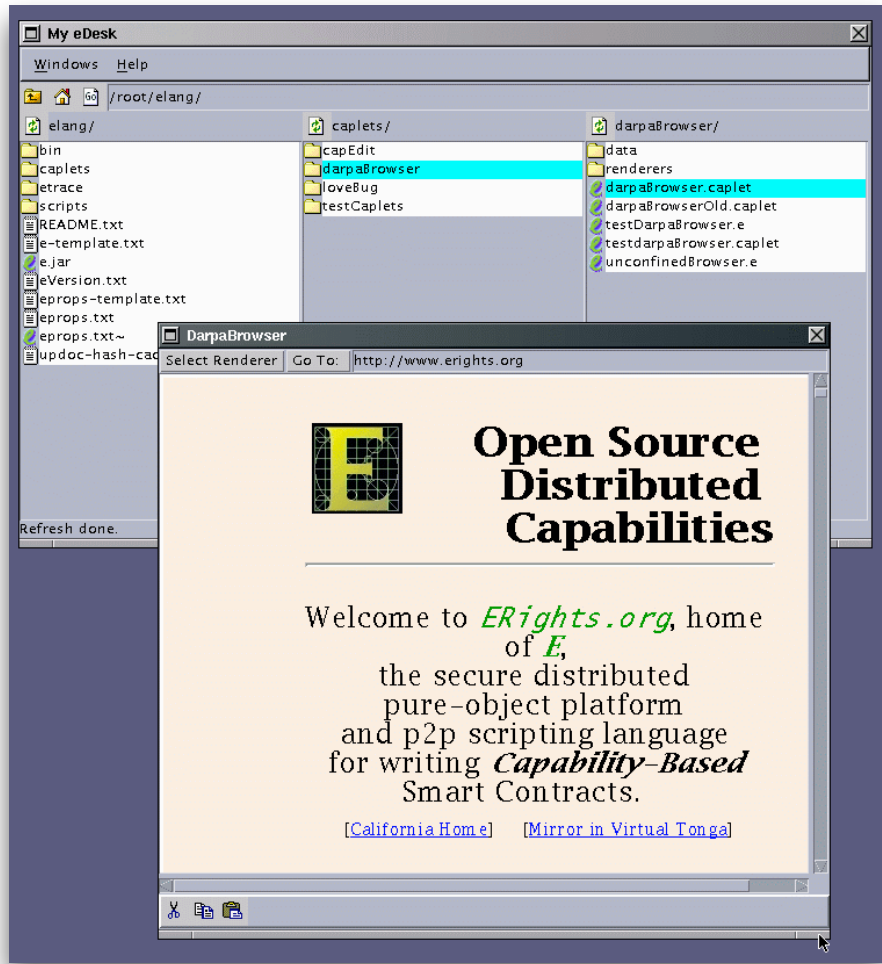 My eDesk
Windows Help
Go /root/elang/
elang/
bin
caplets
etrace
scripts
README.txt
e-template.txt
e.jar
eVersion.txt
eprops-template.txt
eprops.txt
eprops.txt~
updoc-hash-cac
Refresh done.
caplets/
capEdit
darpaBrowser
loveBug
testCaplets
darpaBrowser/
data
renderers
darpaBrowser.caplet
darpaBrowserOld.caplet
testDarpaBrowser.e
testdarpaBrowser.caplet
unconfinedBrowser.e
DarpaBrowser
Select Renderer Go To: http://www.erights.org
E
Open Source
Distributed
Capabilities
Welcome to ERights.org, home
of E,
the secure distributed
pure-object platform
and p2p scripting language
for writing Capability-Based
Smart Contracts.
[California Home] [Mirror in Virtual Tonga]